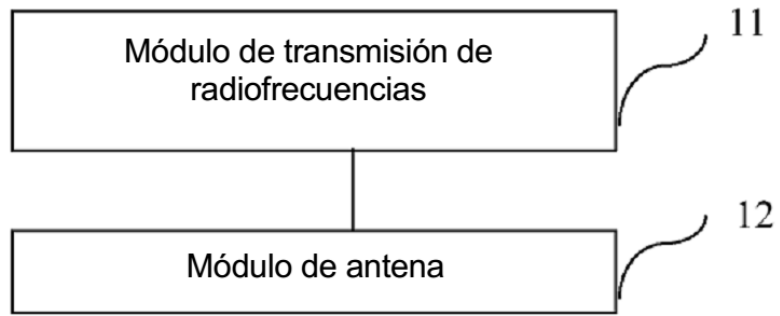 Módulo de transmisión de
radiofrecuencias
11
Módulo de antena
12